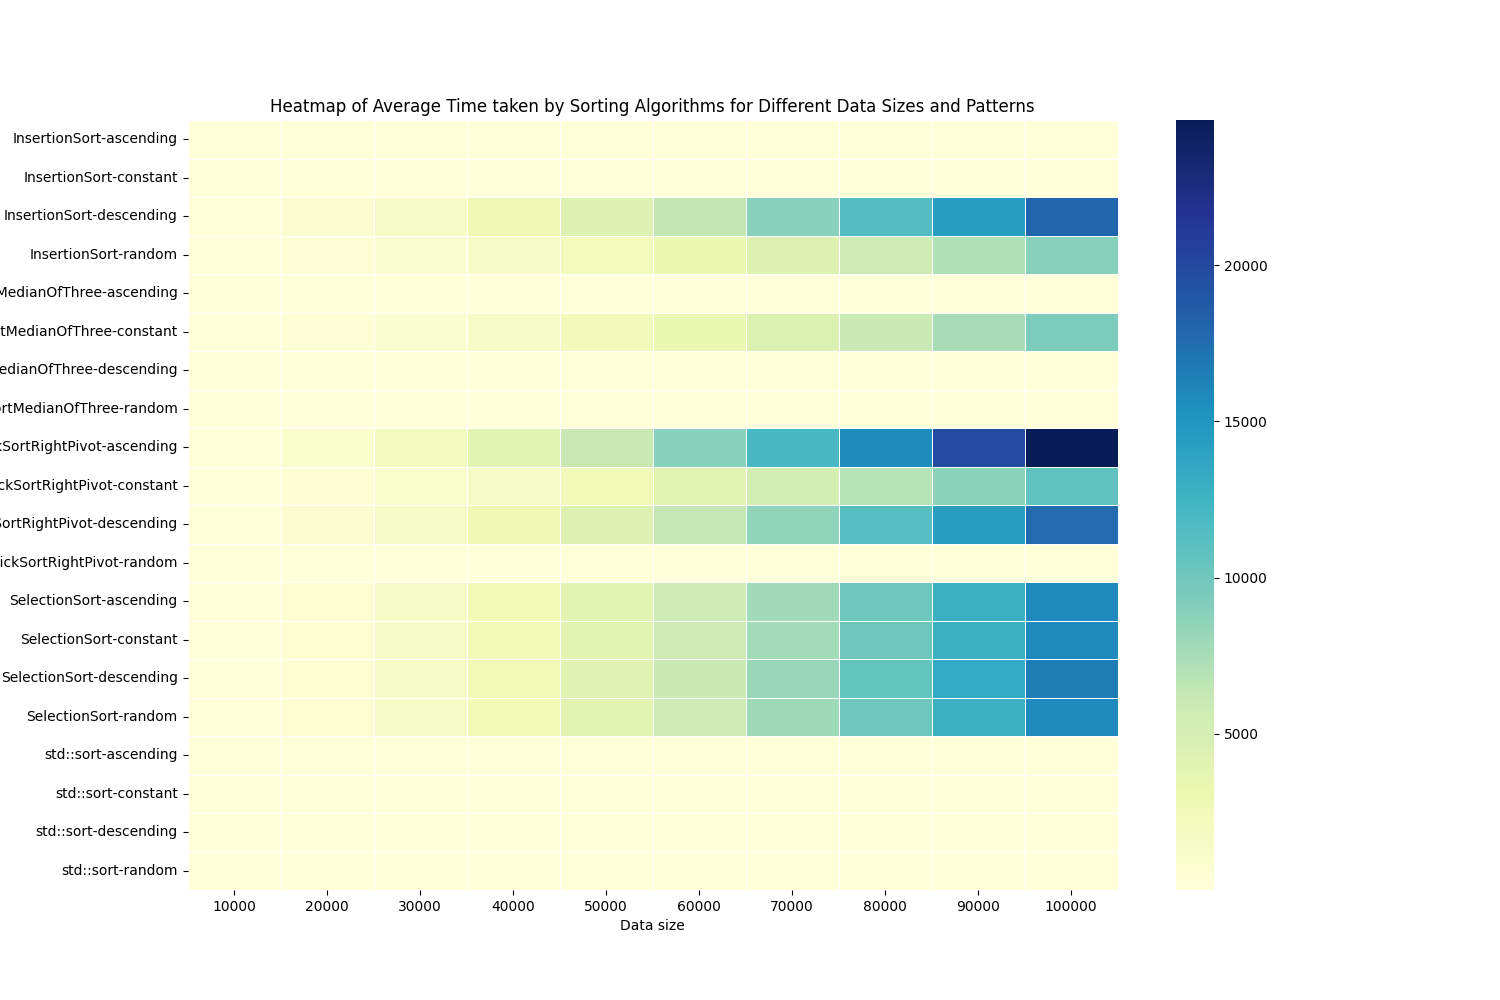 Heatmap of Average Time taken by Sorting Algorithms for Different Data Sizes and Patterns
InsertionSort-ascending
InsertionSort-constant
InsertionSort-descending
InsertionSort-random
MedianOfThree-ascending
tMedianOfThree-constant
edianOfThree-descending
rtMedianOfThree-random
kSortRightPivot-ascending
ckSortRightPivot-constant
SortRightPivot-descending
ickSortRightPivot-random
SelectionSort-ascending
SelectionSort-constant
SelectionSort-descending
SelectionSort-random
std::sort-ascending
std::sort-constant
std::sort-descending
std::sort-random
10000 20000 30000 40000 50000 60000 70000 80000 90000 100000
Data size
20000
15000
10000
5000